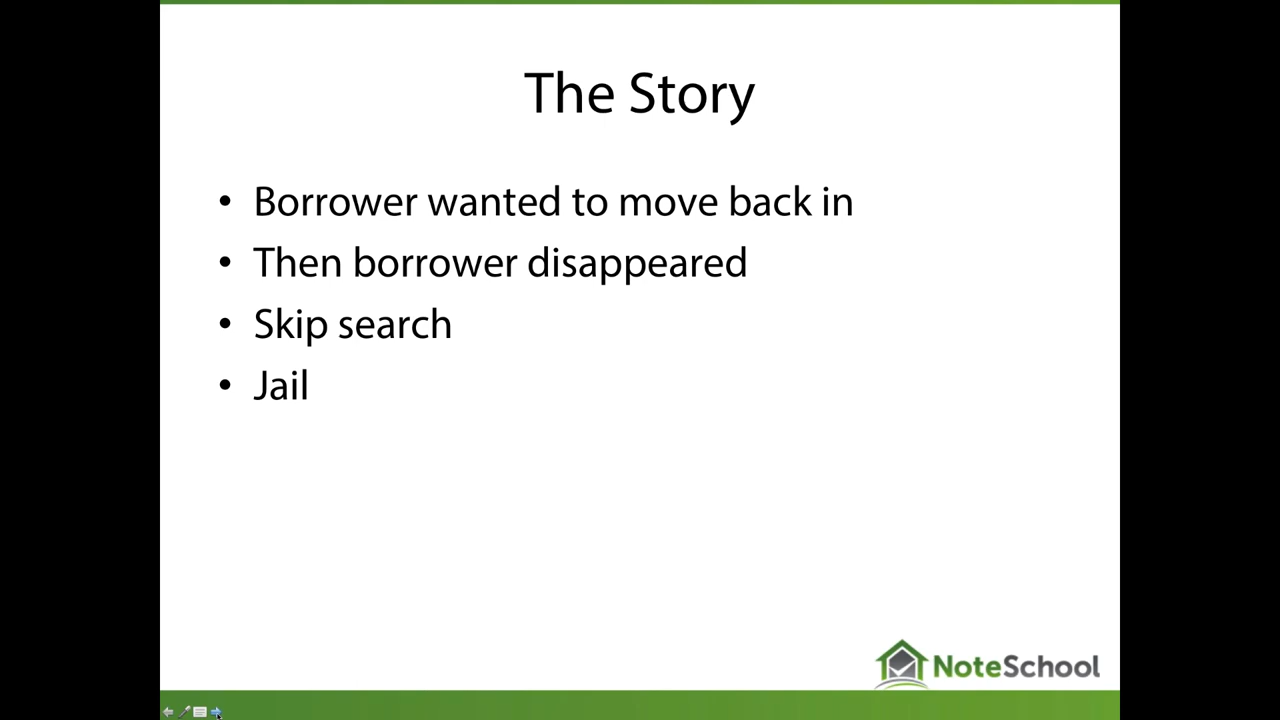 The Story
• Borrower wanted to move back in
• Then borrower disappeared
• Skip search
• Jail
NoteSchool